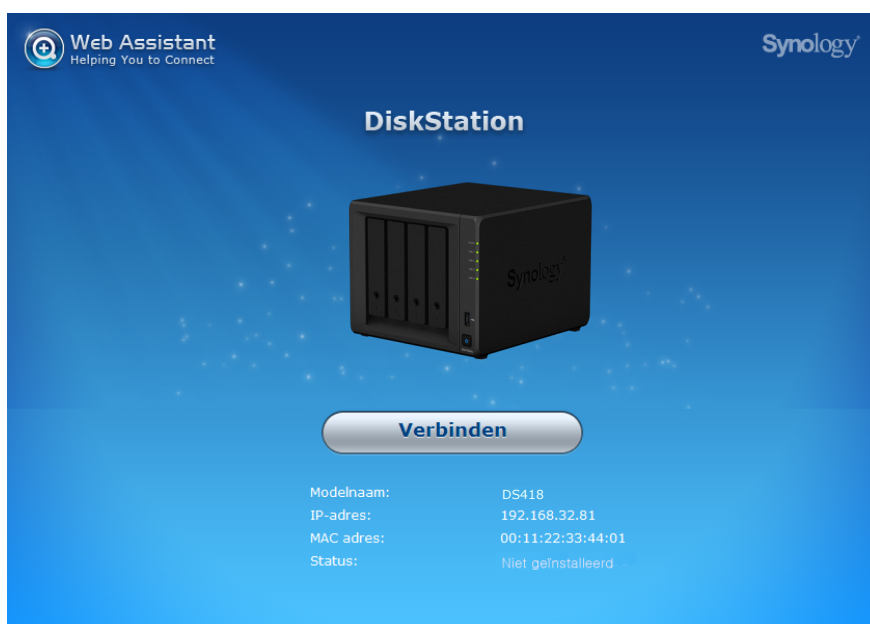 Web Assistant
Helping You to Connect
Synology
DiskStation
Synology
Verbinden
Modelnaam: DS418
IP-adres: 192.168.32.81
MAC adres: 00:11:22:33:44:01
Status: Niet geïnstalleerd